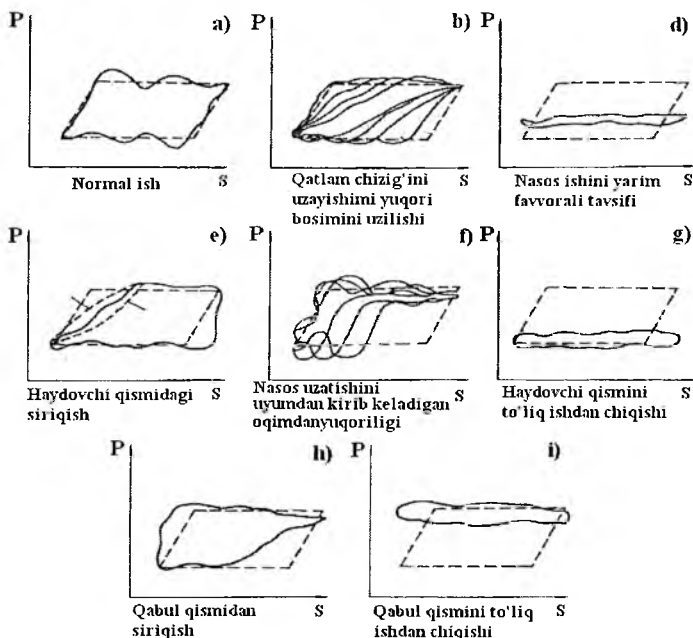 P
a)
Normal ish
S
P
b)
Qatlam chizig'ini
uzayishimi yuqori
bosimini uzilishi
S
P
d)
Nasos ishini yarim
favvorali tavsifi
S
P
e)
Haydovchi qismidagi
siriqish
S
P
f)
Nasos uzatishini
uyumdan kirib keladigan
oqimdanyuqoriligi
S
P
g)
Haydovchi qismini
to'liq ishdan chiqishi
S
P
h)
Qabul qismidan
siriqish
S
P
i)
Qabul qismini to'liq
ishdan chiqishi
S